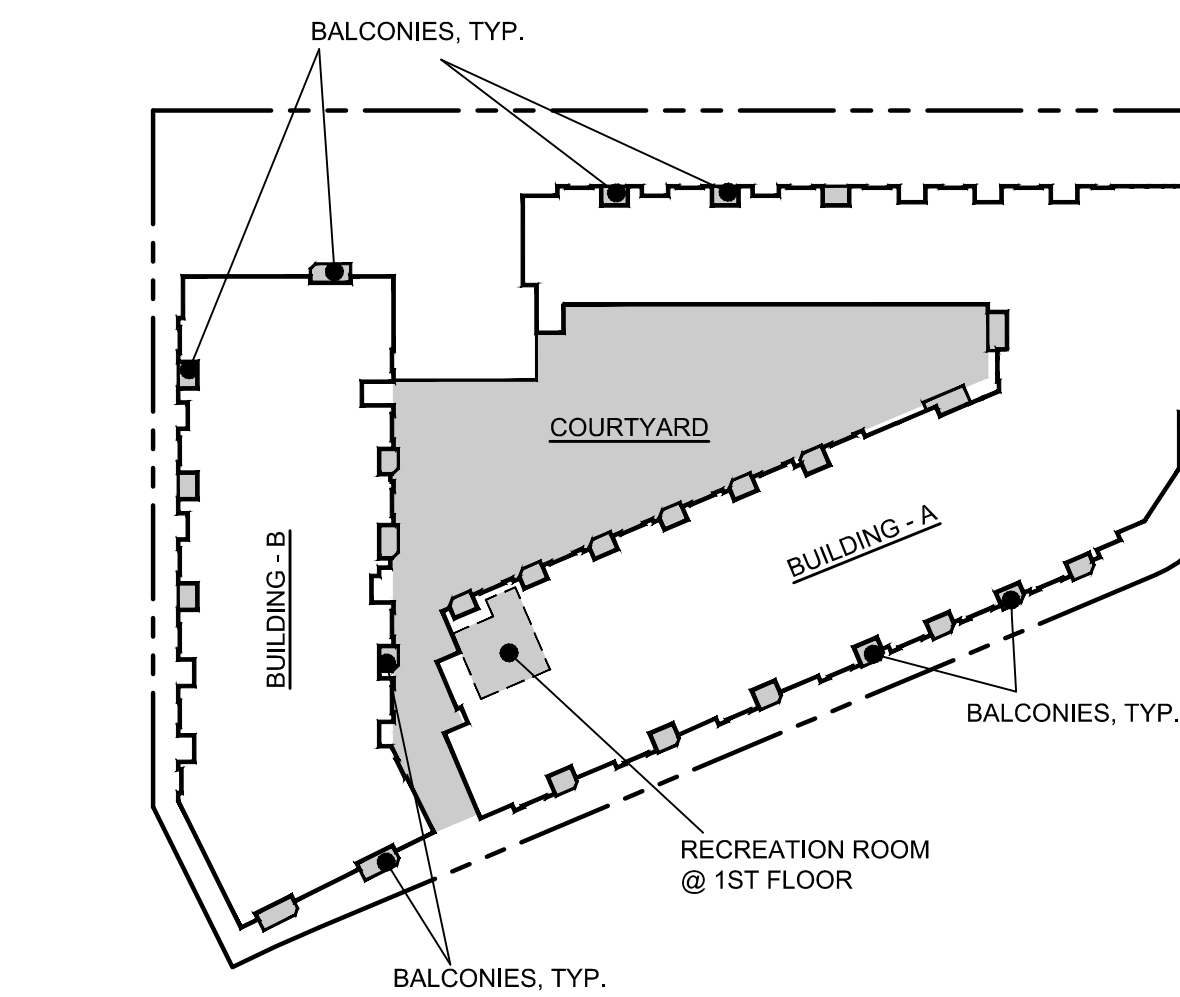 BALCONIES, TYP.
COURTYARD
BUILDING - A
BUILDING - B
BALCONIES, TYP.
RECREATION ROOM
@ 1ST FLOOR
BALCONIES, TYP.